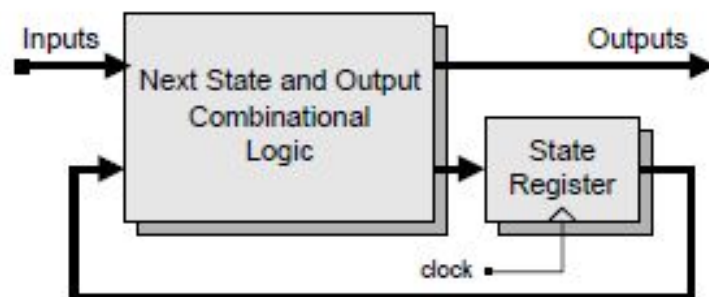 Inputs
Outputs
Next State and Output
Combinational
Logic
State
Register
clock